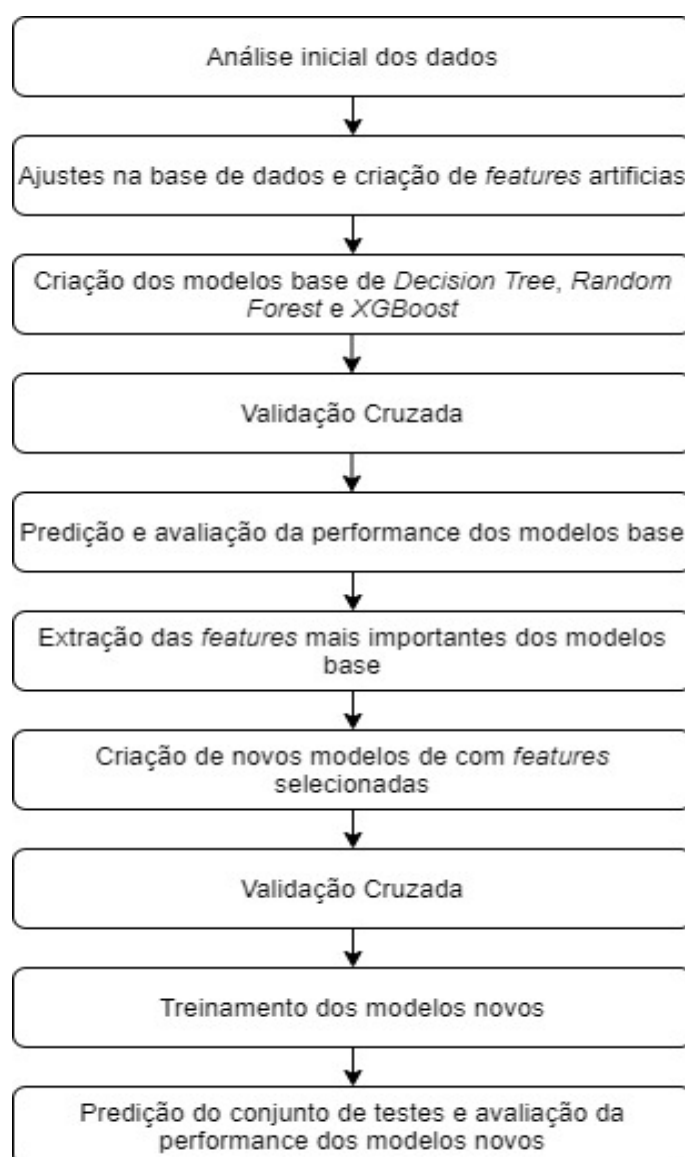 Análise inicial dos dados
Ajustes na base de dados e criação de features artificias
Criação dos modelos base de Decision Tree, Random
Forest e XGBoost
Validação Cruzada
Predição e avaliação da performance dos modelos base
Extração das features mais importantes dos modelos
base
Criação de novos modelos de com features
selecionadas
Validação Cruzada
Treinamento dos modelos novos
Predição do conjunto de testes e avaliação da
performance dos modelos novos